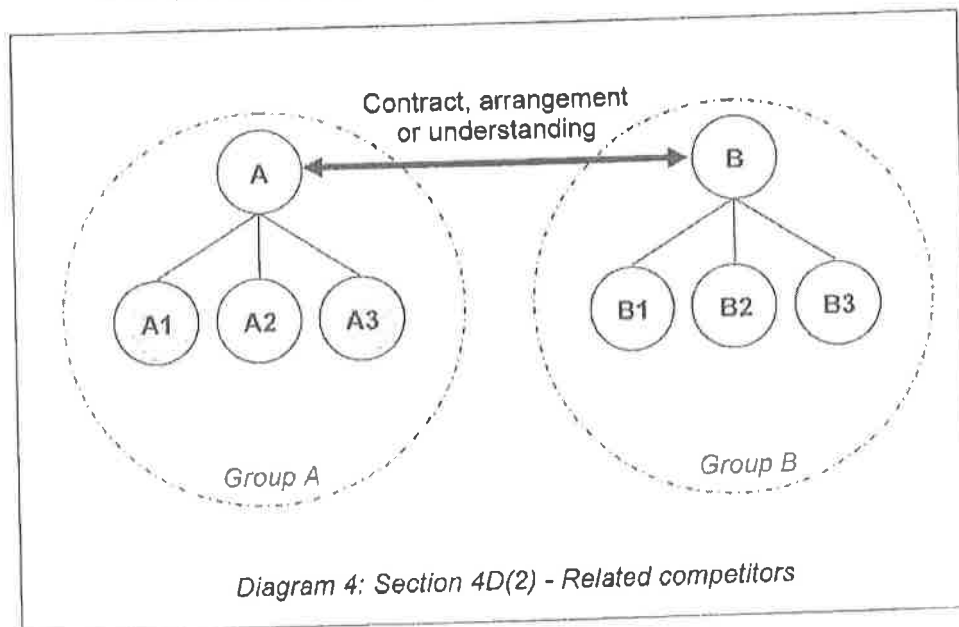 Contract, arrangement
or understanding
A
B
A1
A2
A3
B1
B2
B3
Group A
Group B
Diagram 4: Section 4D(2) - Related competitors